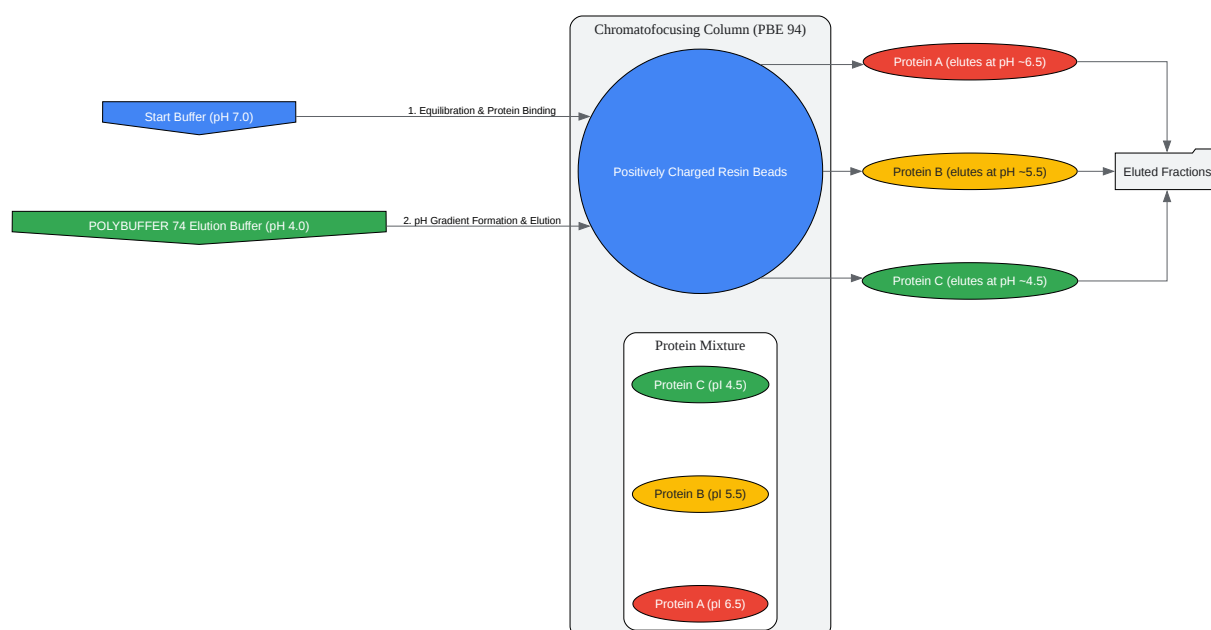 Chromatofocusing Column (PBE 94)
Start Buffer (pH 7.0)
1. Equilibration & Protein Binding
POLYBUFFER 74 Elution Buffer (pH 4.0)
2. pH Gradient Formation & Elution
Positively Charged Resin Beads
Protein A (elutes at pH ~6.5)
Protein B (elutes at pH ~5.5)
Protein C (elutes at pH ~4.5)
Eluted Fractions
Protein Mixture
Protein C (pI 4.5)
Protein B (pI 5.5)
Protein A (pI 6.5)